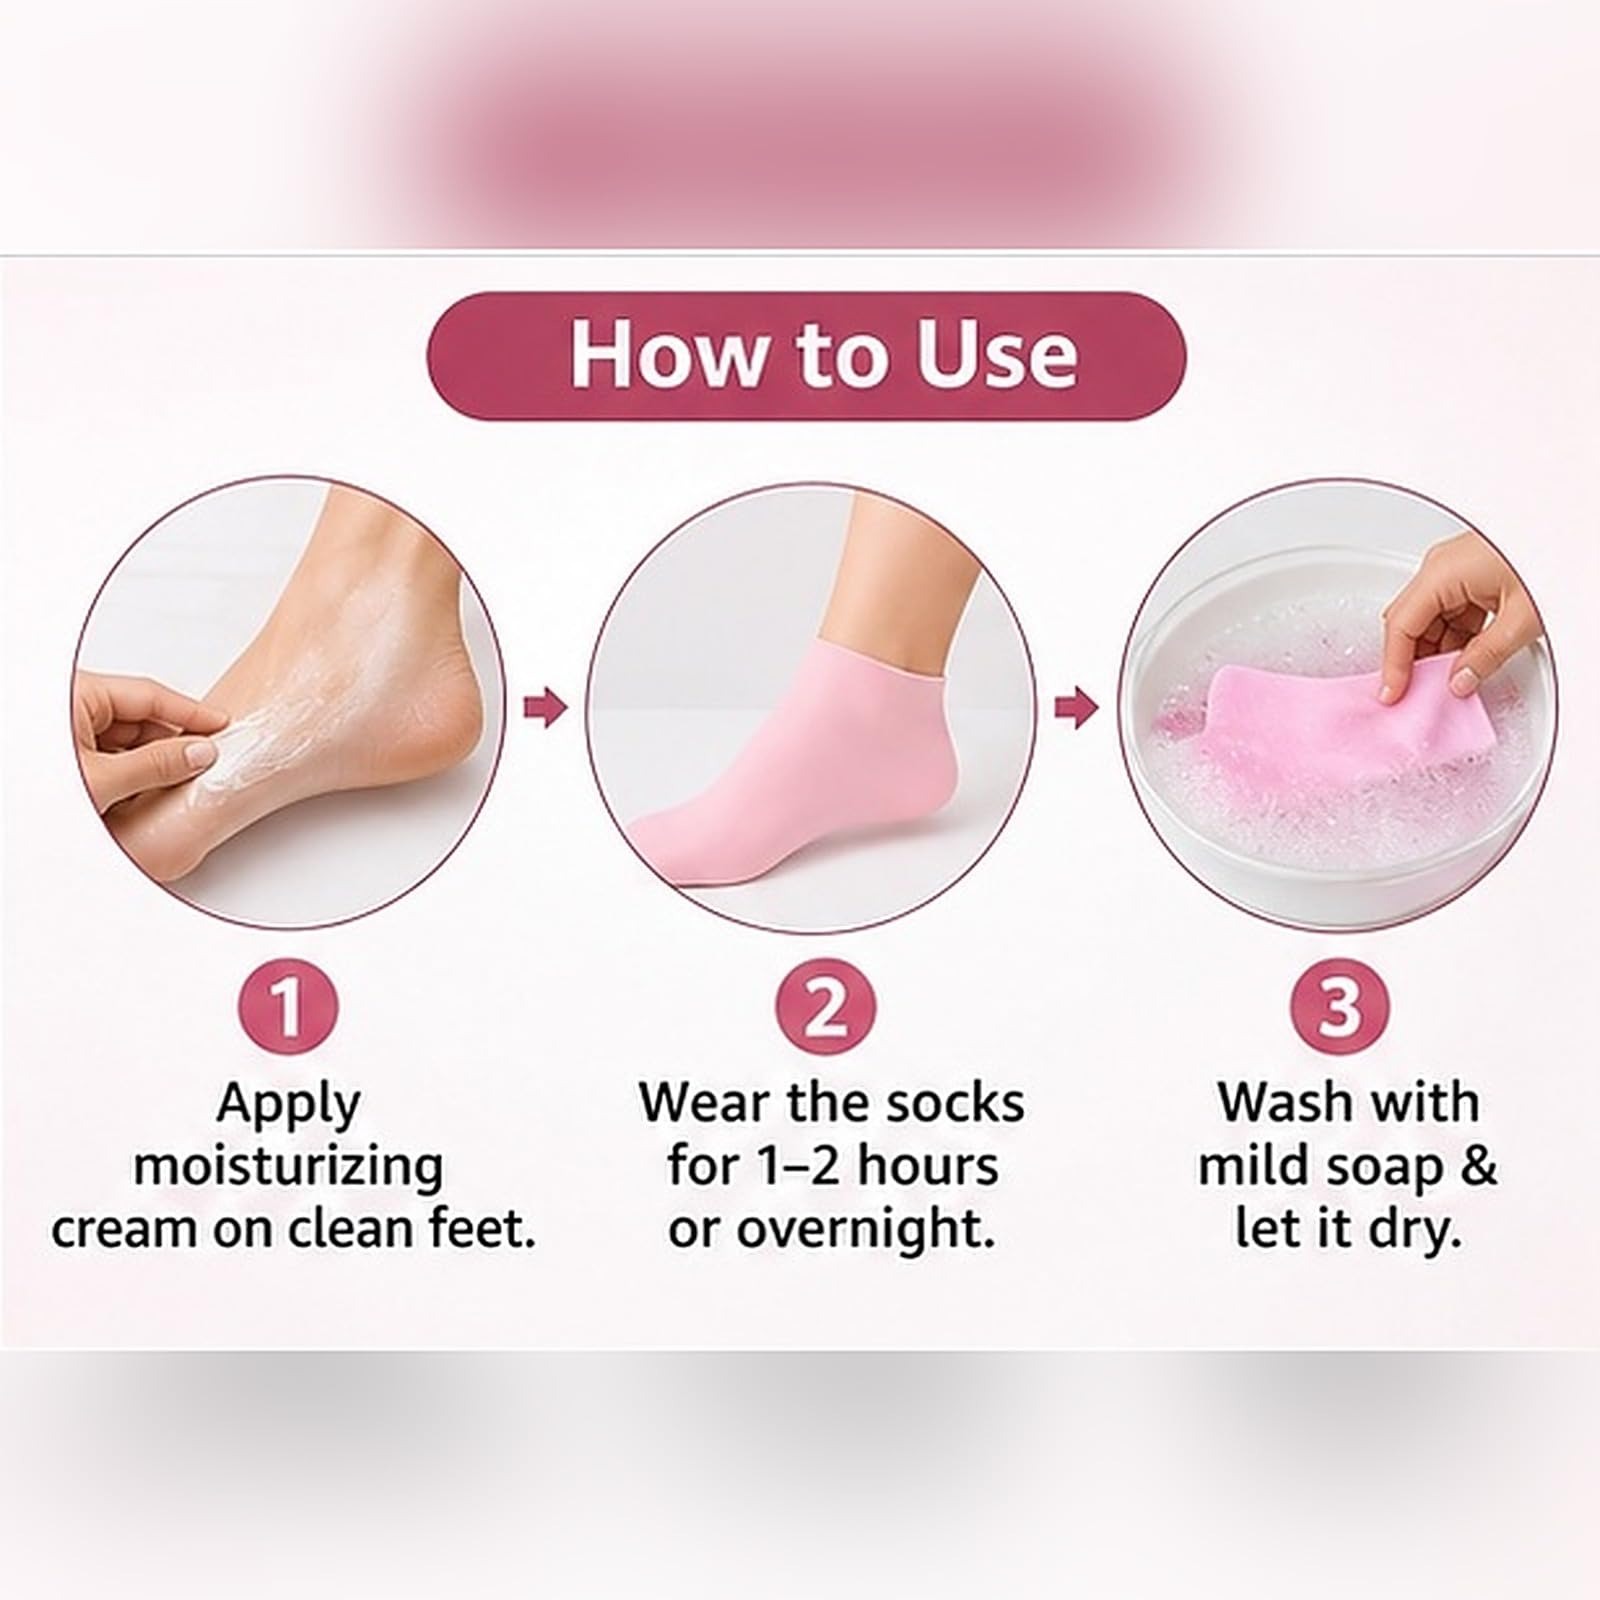 How to Use
1
Apply
moisturizing
cream on clean feet.
2
Wear the socks
for 1–2 hours
or overnight.
3
Wash with
mild soap &
let it dry.